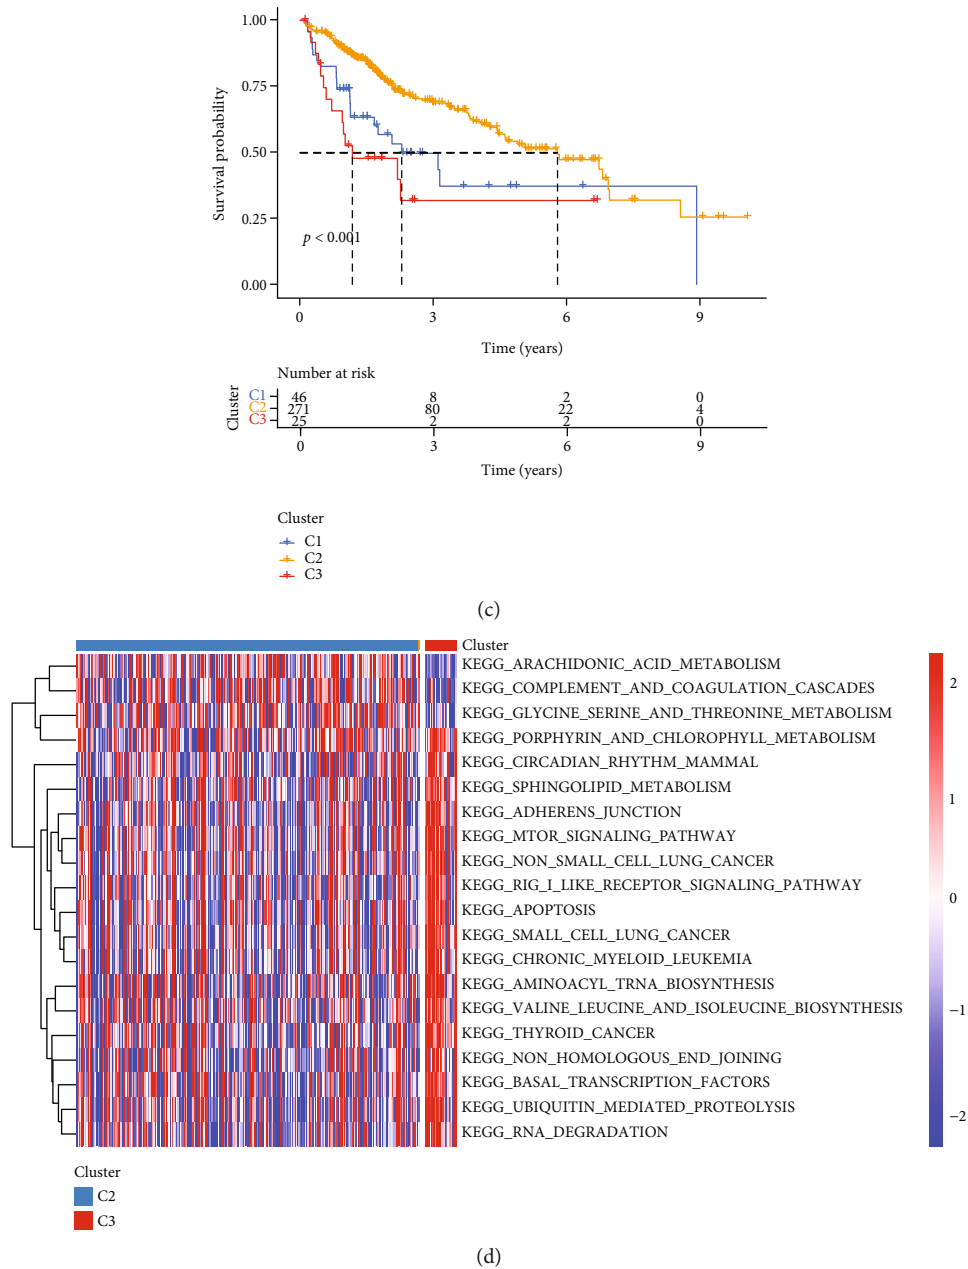 1.00
0.75
0.50
0.25
0.00
Survival probability
p < 0.001
0 3 6 9
Time (years)
Number at risk
Cluster
C1 46 8 2 0
C2 271 80 22 4
C3 25 2 2 0
0 3 6 9
Time (years)
Cluster
C1
C2
C3
(c)
Cluster
KEGG_ARACHIDONIC_ACID_METABOLISM
KEGG_COMPLEMENT_AND_COAGULATION_CASCADES
KEGG_GLYCINE_SERINE_AND_THREONINE_METABOLISM
KEGG_PORPHYRIN_AND_CHLOROPHYLL_METABOLISM
KEGG_CIRCADIAN_RHYTHM_MAMMAL
KEGG_SPHINGOLIPID_METABOLISM
KEGG_ADHERENS_JUNCTION
KEGG_MTOR_SIGNALING_PATHWAY
KEGG_NON_SMALL_CELL_LUNG_CANCER
KEGG_RIG_I_LIKE_RECEPTOR_SIGNALING_PATHWAY
KEGG_APOPTOSIS
KEGG_SMALL_CELL_LUNG_CANCER
KEGG_CHRONIC_MYELOID_LEUKEMIA
KEGG_AMINOACYL_TRNA_BIOSYNTHESIS
KEGG_VALINE_LEUCINE_AND_ISOLEUCINE_BIOSYNTHESIS
KEGG_THYROID_CANCER
KEGG_NON_HOMOLOGOUS_END_JOINING
KEGG_BASAL_TRANSCRIPTION_FACTORS
KEGG_UBIQUITIN_MEDIATED_PROTEOLYSIS
KEGG_RNA_DEGRADATION
2
1
0
−1
−2
Cluster
C2
C3
(d)